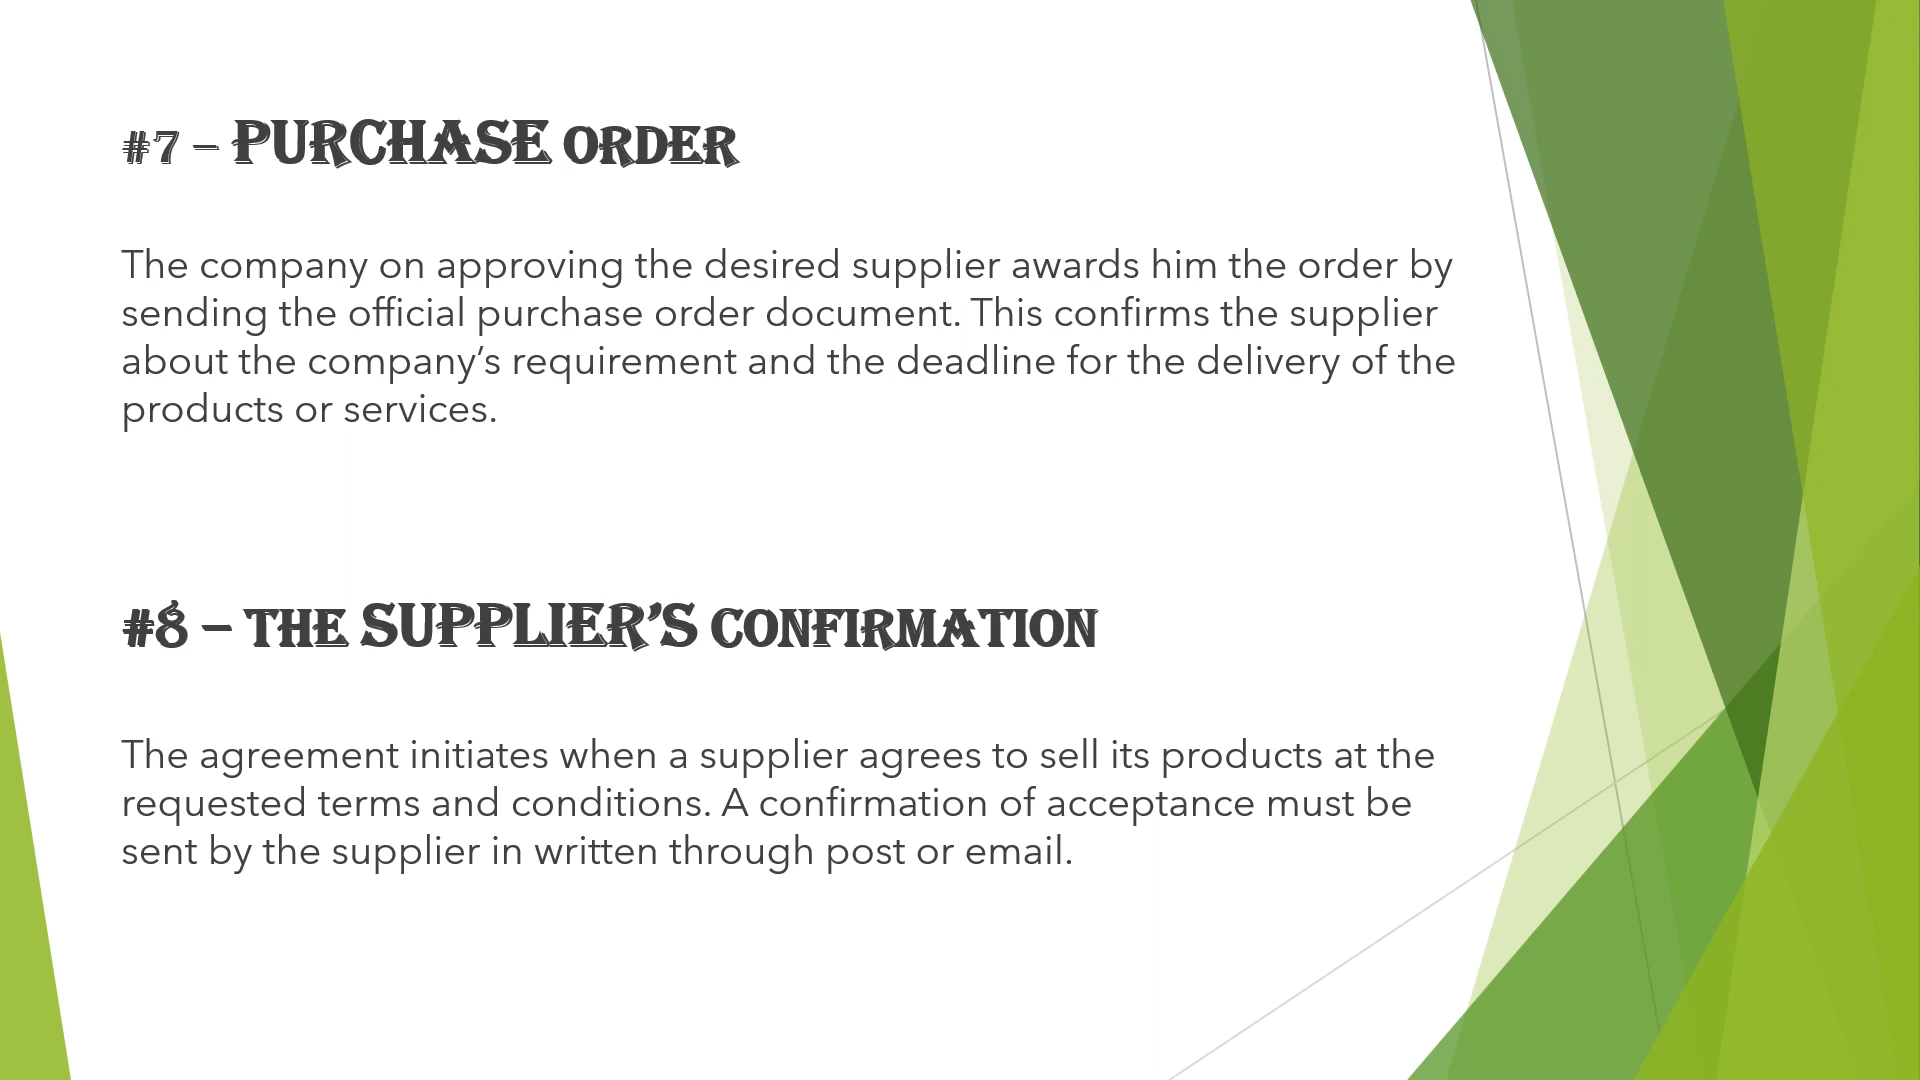 #7 – PURCHASE ORDER
The company on approving the desired supplier awards him the order by
sending the official purchase order document. This confirms the supplier
about the company’s requirement and the deadline for the delivery of the
products or services.
#8 – THE SUPPLIER’S CONFIRMATION
The agreement initiates when a supplier agrees to sell its products at the
requested terms and conditions. A confirmation of acceptance must be
sent by the supplier in written through post or email.